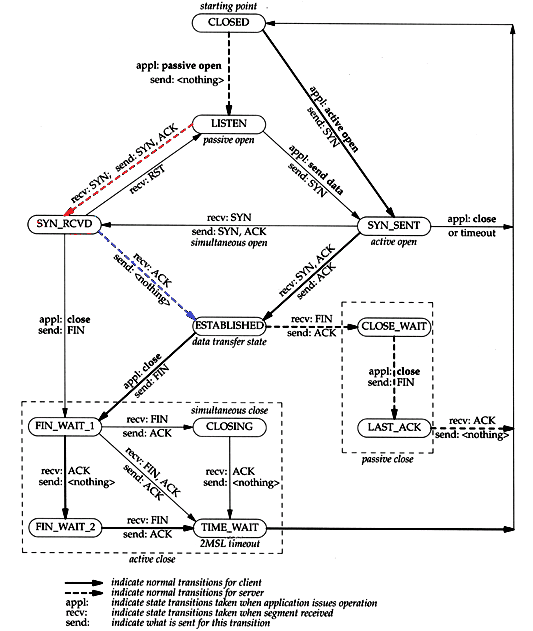 starting point
CLOSED
appl: passive open
send: <nothing>
appl: active open
send: SYN
LISTEN
passive open
recv: SYN; send: SYN, ACK
recv: RST
appl: send data
send: SYN
SYN_RCVD
recv: SYN
send: SYN, ACK
simultaneous open
SYN_SENT
active open
appl: close
or timeout
recv: ACK
send: <nothing>
recv: SYN, ACK
send: ACK
appl: close
send: FIN
ESTABLISHED
data transfer state
recv: FIN
send: ACK
CLOSE_WAIT
appl: close
send: FIN
appl: close
send: FIN
LAST_ACK
recv: ACK
send: <nothing>
passive close
simultaneous close
FIN_WAIT_1
recv: FIN
send: ACK
CLOSING
recv: ACK
send: <nothing>
recv: FIN, ACK
send: ACK
recv: ACK
send: <nothing>
FIN_WAIT_2
recv: FIN
send: ACK
TIME_WAIT
2MSL timeout
active close
indicate normal transitions for client
indicate normal transitions for server
appl: indicate state transitions taken when application issues operation
recv: indicate state transitions taken when segment received
send: indicate what is sent for this transition